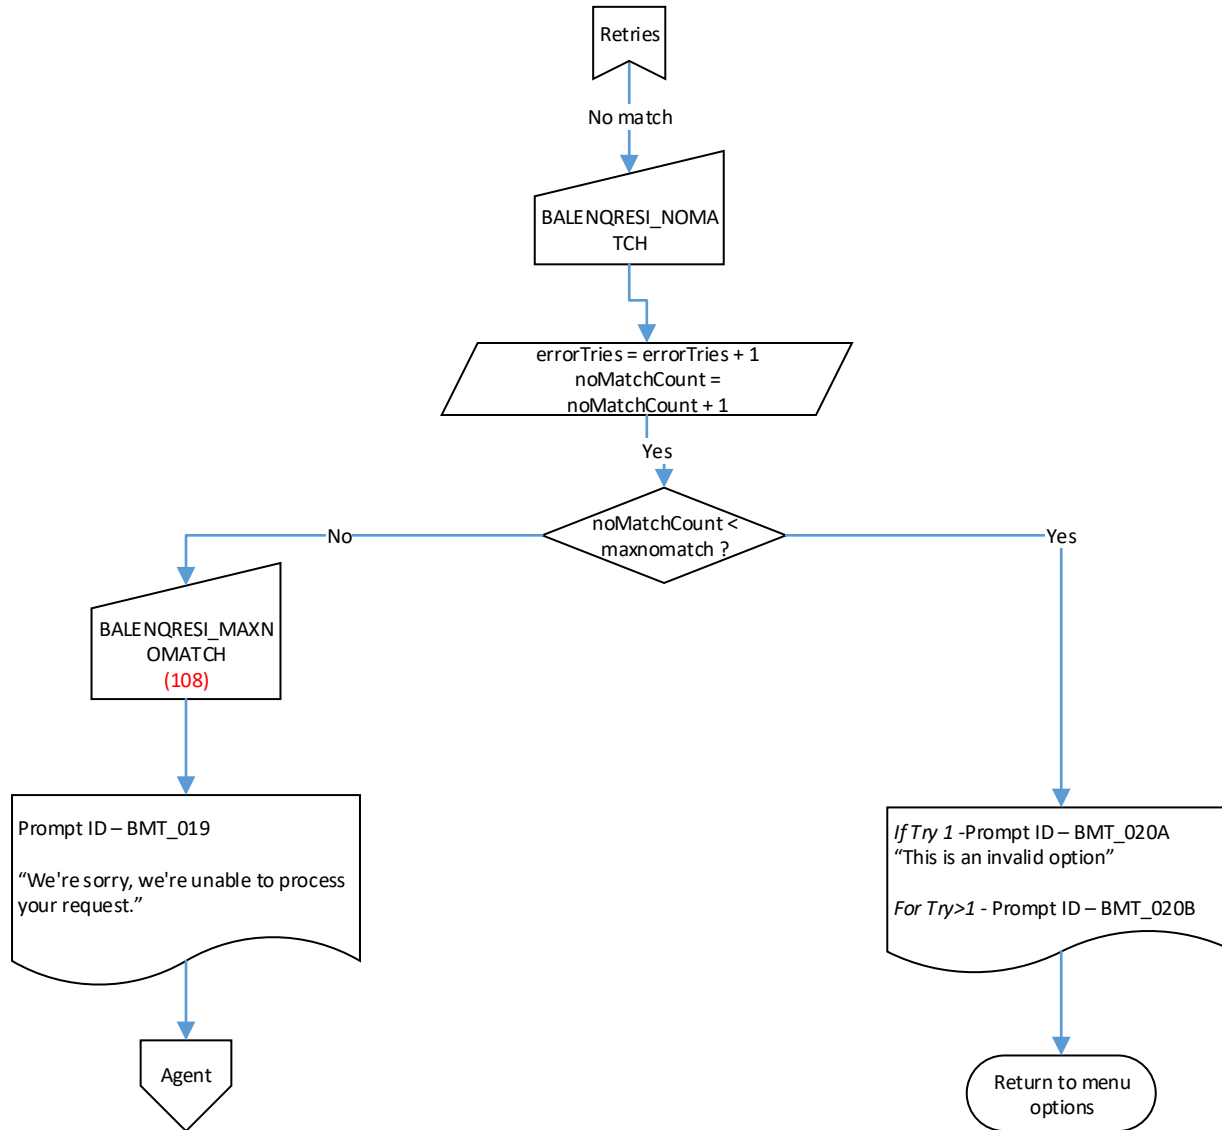 Retries
No match
BALENQRESI_NOMA
TCH
errorTries = errorTries + 1
noMatchCount =
noMatchCount + 1
Yes
noMatchCount <
maxnomatch ?
No
Yes
BALENQRESI_MAXN
OMATCH
(108)
Prompt ID – BMT_019
“We're sorry, we're unable to process
your request.”
If Try 1 -Prompt ID – BMT_020A
“This is an invalid option”
For Try>1 - Prompt ID – BMT_020B
Agent
Return to menu
options